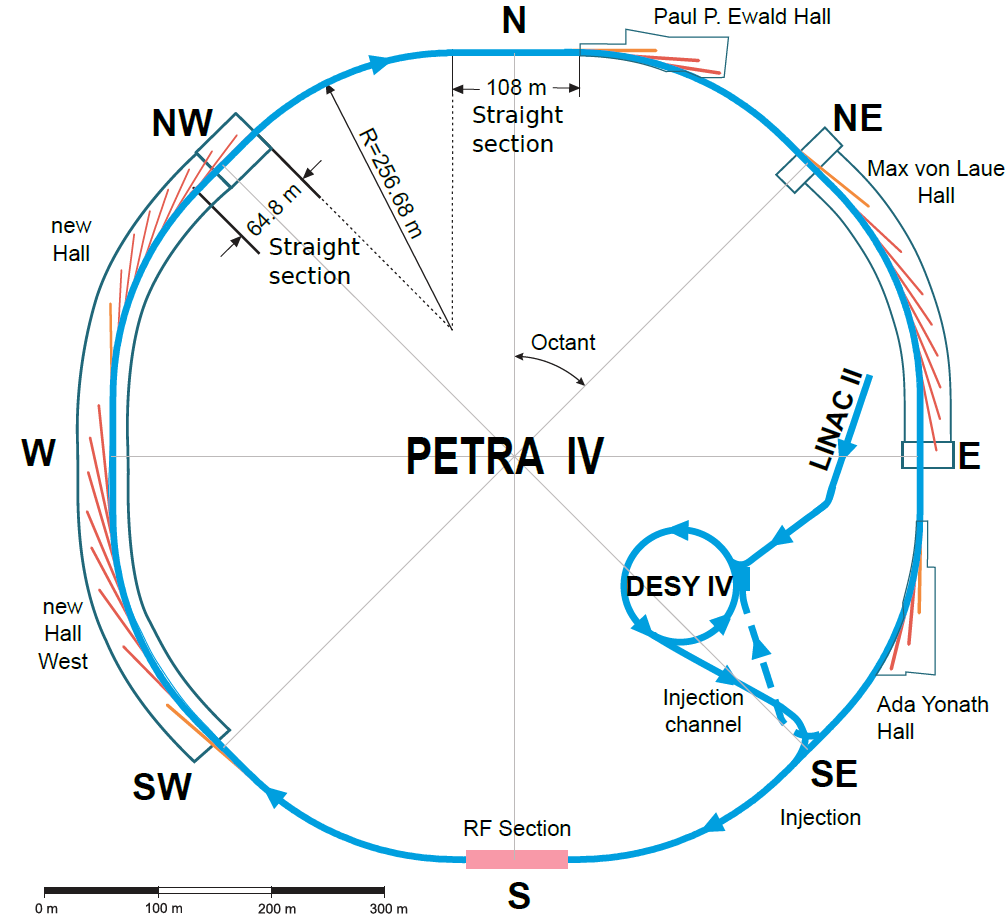 N
Paul P. Ewald Hall
108 m
Straight
section
NW
NE
R=256.68 m
Max von Laue
Hall
64.8 m
Straight
section
new
Hall
Octant
LINAC II
W
PETRA IV
E
DESY IV
new
Hall
West
Injection
channel
Ada Yonath
Hall
SW
SE
Injection
RF Section
S
0 m
100 m
200 m
300 m